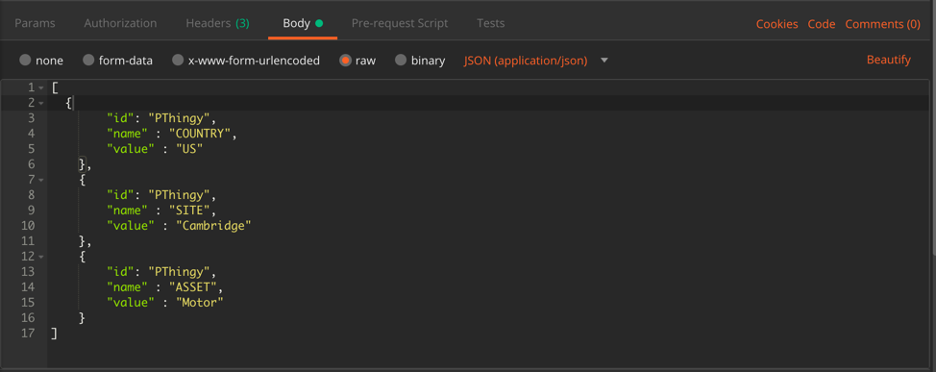 Params Authorization Headers (3) Body Pre-request Script Tests Cookies Code Comments (0)
none form-data x-www-form-urlencoded raw binary JSON (application/json) Beautify
1 [
2 {
3 "id": "PThingy",
4 "name" : "COUNTRY",
5 "value" : "US"
6 },
7 {
8 "id": "PThingy",
9 "name" : "SITE",
10 "value" : "Cambridge"
11 },
12 {
13 "id": "PThingy",
14 "name" : "ASSET",
15 "value" : "Motor"
16 }
17 ]